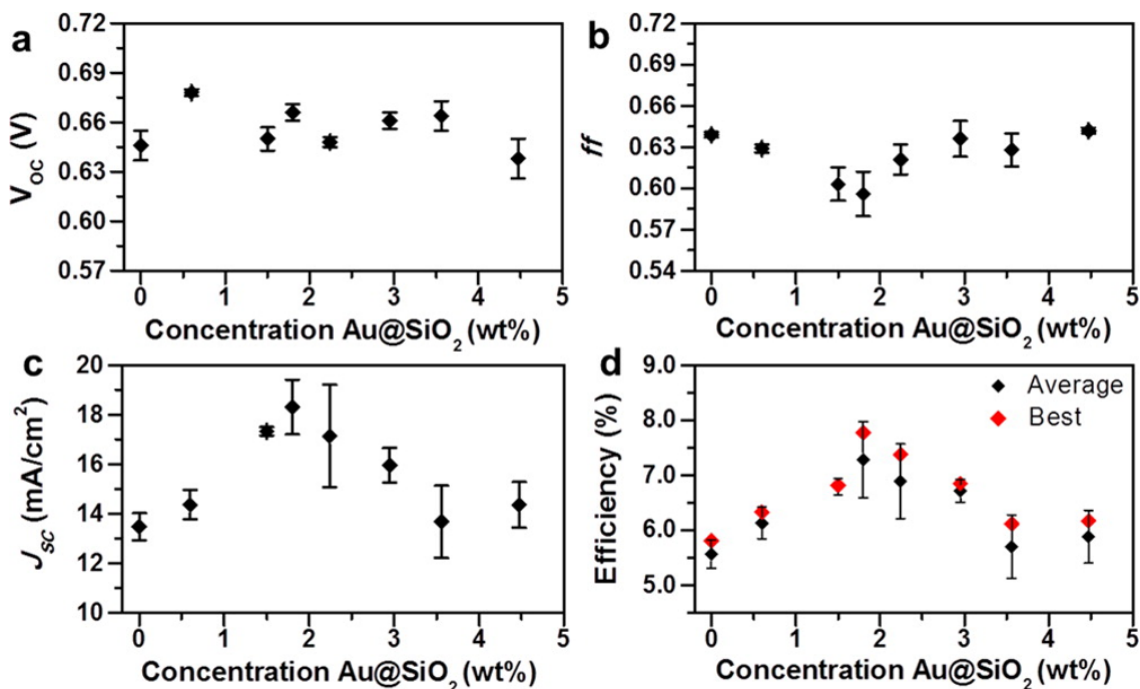 a
0.72
0.69
0.66
0.63
0.60
0.57
V_OC (V)
0 1 2 3 4 5
Concentration Au@SiO₂ (wt%)
b
0.72
0.69
0.66
0.63
0.60
0.57
0.54
ff
0 1 2 3 4 5
Concentration Au@SiO₂ (wt%)
c
20
18
16
14
12
10
J_sc (mA/cm²)
0 1 2 3 4 5
Concentration Au@SiO₂ (wt%)
d
Average
Best
9.0
8.0
7.0
6.0
5.0
Efficiency (%)
0 1 2 3 4 5
Concentration Au@SiO₂ (wt%)